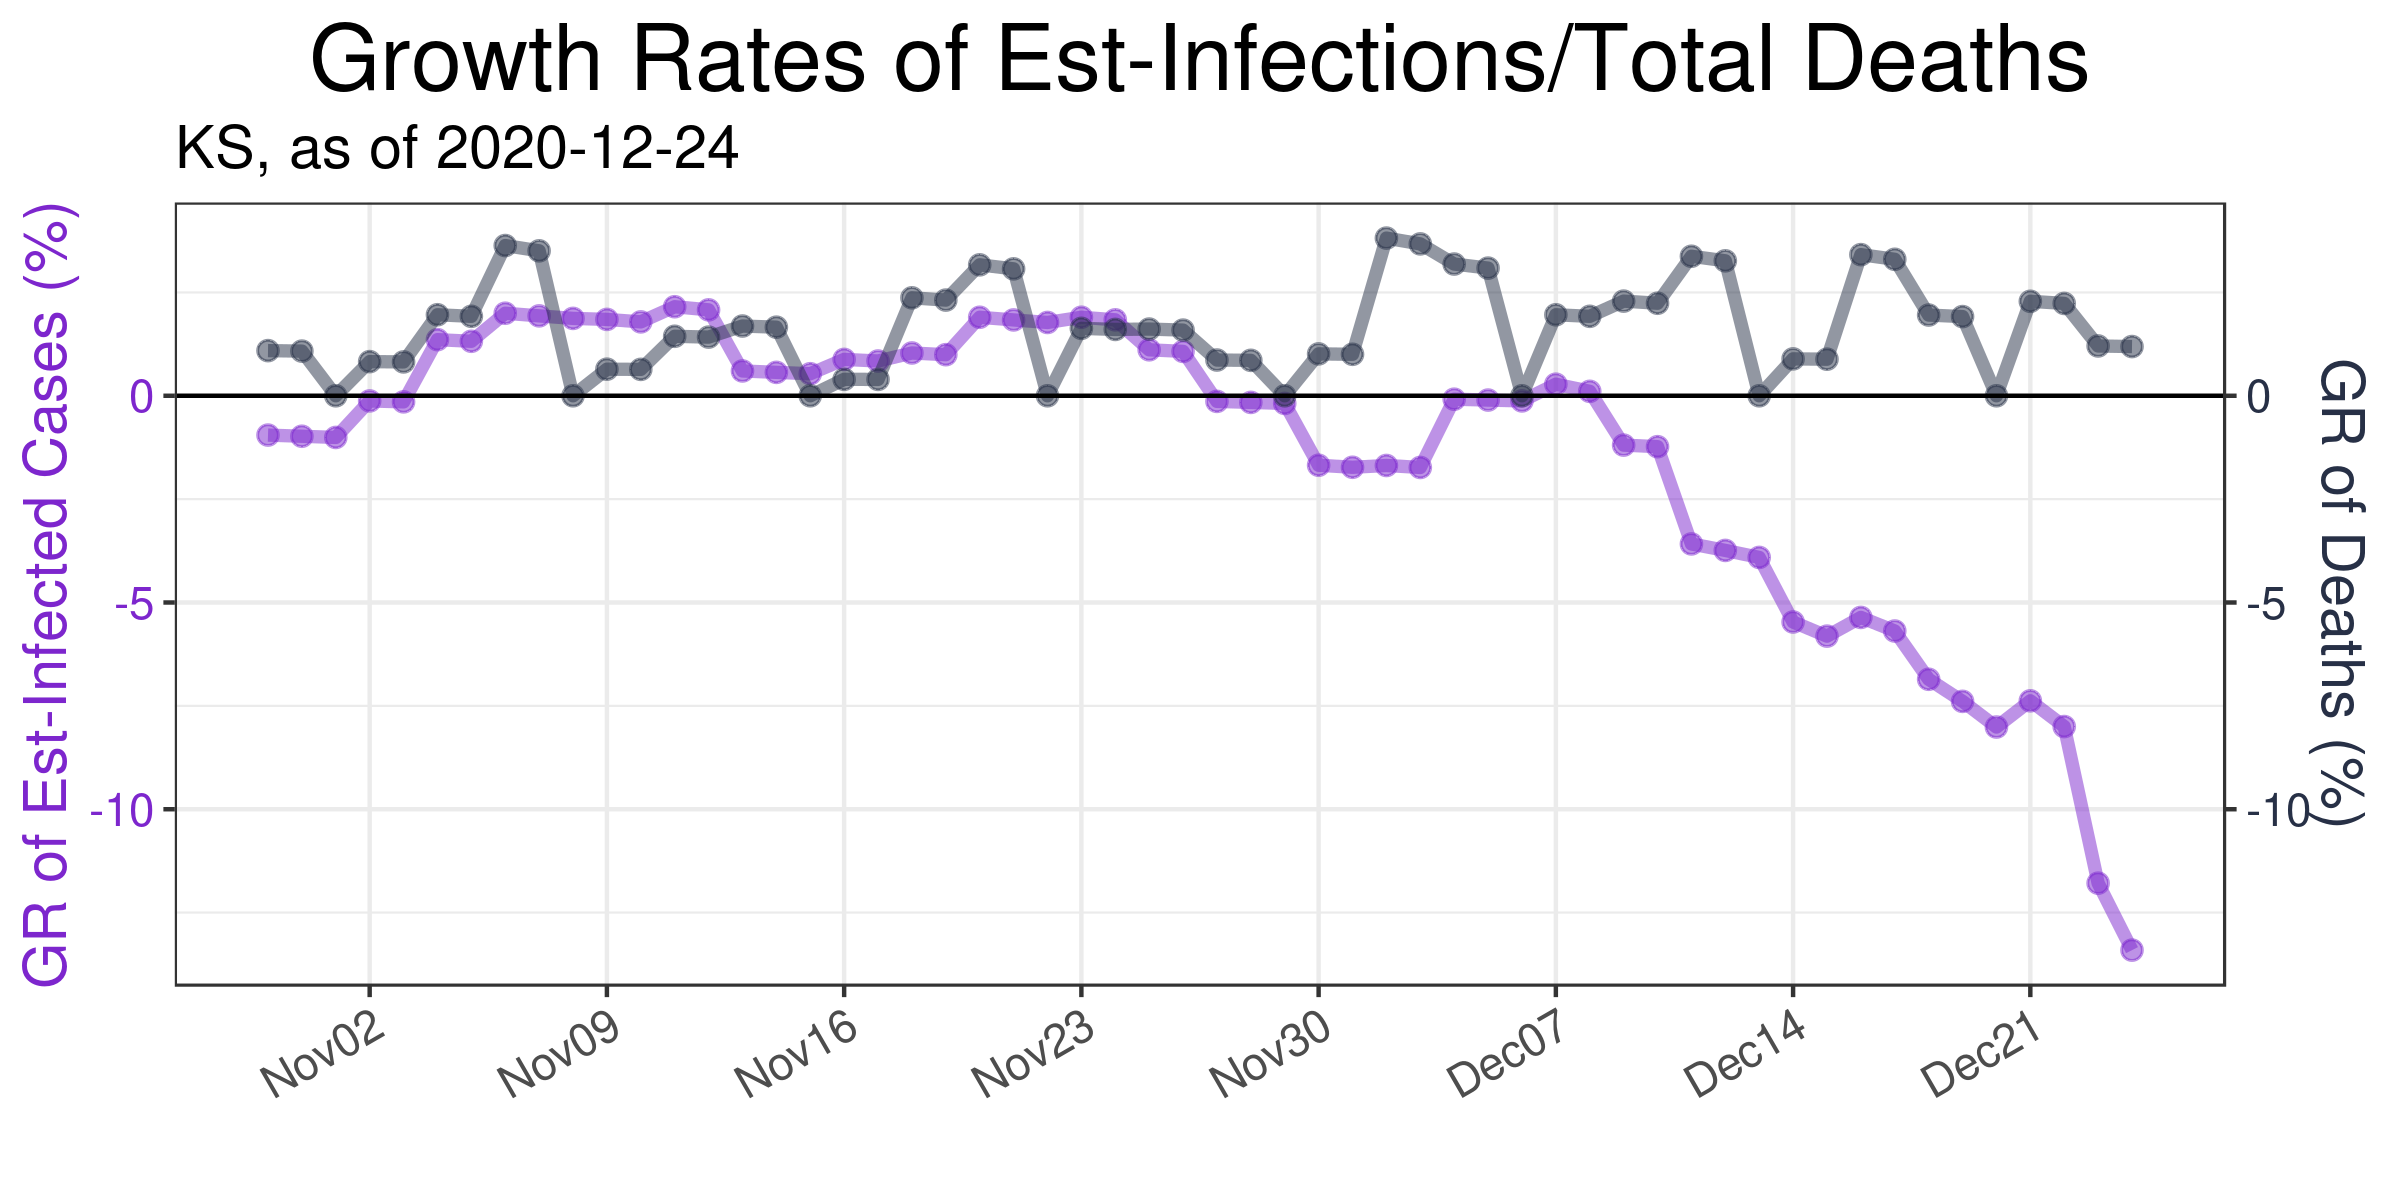 Growth Rates of Est-Infections/Total Deaths
KS, as of 2020-12-24
GR of Est-Infected Cases (%)
0
-5
-10
0
-5
-10
GR of Deaths (%)
Nov02
Nov09
Nov16
Nov23
Nov30
Dec07
Dec14
Dec21